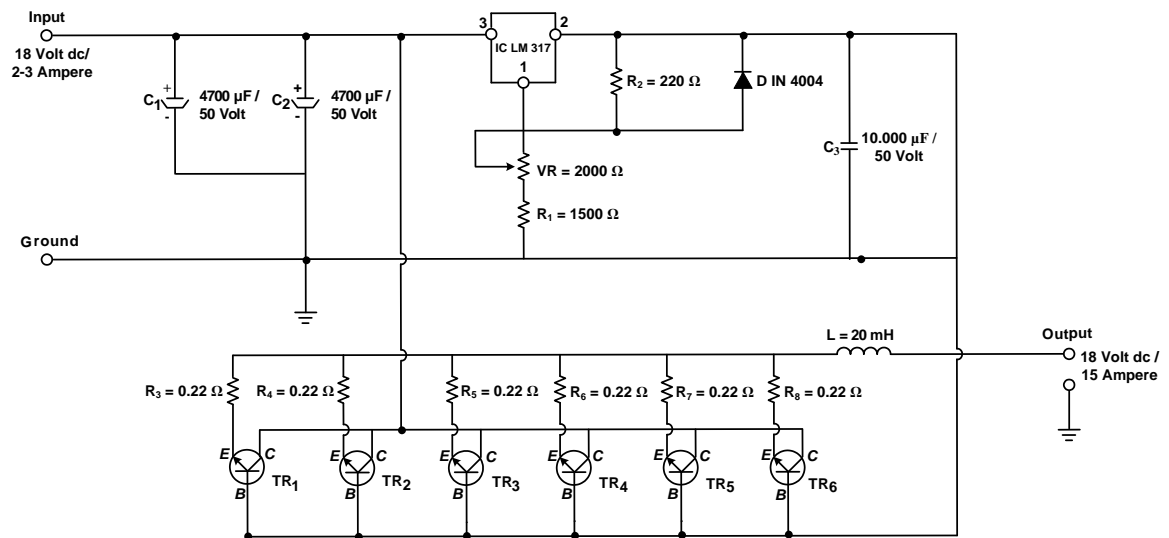 Input
18 Volt dc/
2-3 Ampere
+
C1
-
4700 µF /
50 Volt
+
C2
-
4700 µF /
50 Volt
3
IC LM 317
2
1
R2 = 220 Ω
D IN 4004
VR = 2000 Ω
R1 = 1500 Ω
C3
10.000 µF /
50 Volt
Ground
L = 20 mH
Output
18 Volt dc /
15 Ampere
R3 = 0.22 Ω
R4 = 0.22 Ω
R5 = 0.22 Ω
R6 = 0.22 Ω
R7 = 0.22 Ω
R8 = 0.22 Ω
E
C
B
TR1
E
C
B
TR2
E
C
B
TR3
E
C
B
TR4
E
C
B
TR5
E
C
B
TR6